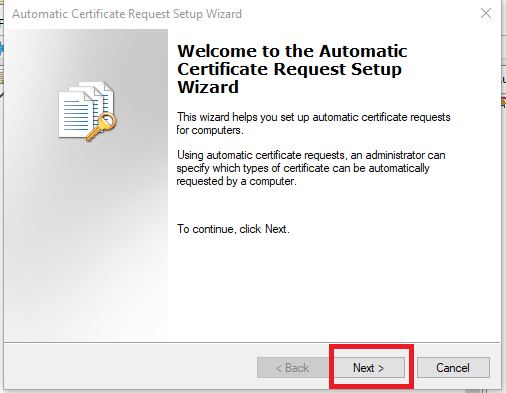 Automatic Certificate Request Setup Wizard
Welcome to the Automatic
Certificate Request Setup
Wizard
This wizard helps you set up automatic certificate requests
for computers.
Using automatic certificate requests, an administrator can
specify which types of certificate can be automatically
requested by a computer.
To continue, click Next.
< Back
Next >
Cancel